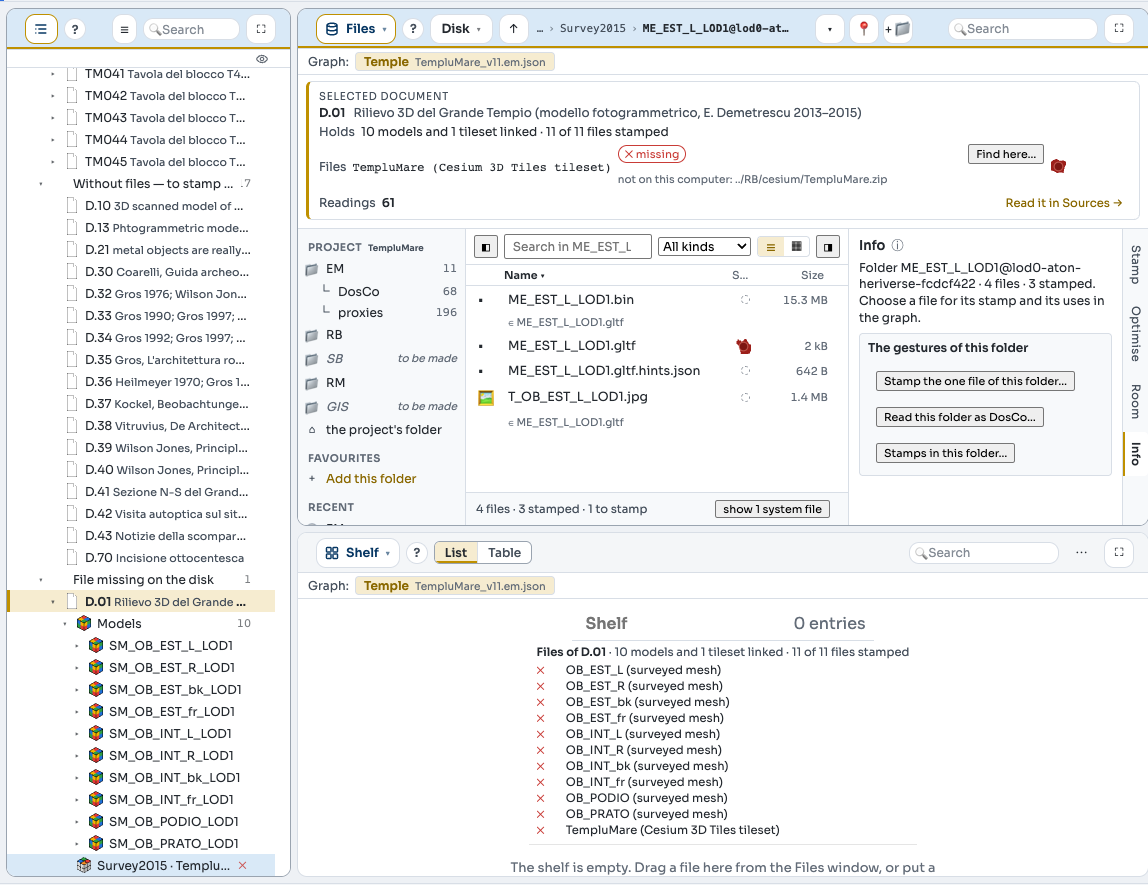 ?
Search
TM041 Tavola del blocco T4...
TM042 Tavola del blocco T...
TM043 Tavola del blocco T...
TM044 Tavola del blocco T...
TM045 Tavola del blocco T...
Without files — to stamp ... .7
D.10 3D scanned model of ...
D.13 Phtogrammetric mode...
D.21 metal objects are really...
D.30 Coarelli, Guida archeo...
D.32 Gros 1976; Wilson Jon...
D.33 Gros 1990; Gros 1997; ...
D.34 Gros 1992; Gros 1997; ...
D.35 Gros, L'architettura ro...
D.36 Heilmeyer 1970; Gros 1...
D.37 Kockel, Beobachtunge...
D.38 Vitruvius, De Architect...
D.39 Wilson Jones, Principl...
D.40 Wilson Jones, Principl...
D.41 Sezione N-S del Grand...
D.42 Visita autoptica sul sit...
D.43 Notizie della scompar...
D.70 Incisione ottocentesca
File missing on the disk 1
D.01 Rilievo 3D del Grande ...
Models 10
SM_OB_EST_L_LOD1
SM_OB_EST_R_LOD1
SM_OB_EST_bk_LOD1
SM_OB_EST_fr_LOD1
SM_OB_INT_L_LOD1
SM_OB_INT_R_LOD1
SM_OB_INT_bk_LOD1
SM_OB_INT_fr_LOD1
SM_OB_PODIO_LOD1
SM_OB_PRATO_LOD1
Survey2015 · Templu... ×
Files ? Disk ↑ … › Survey2015 › ME_EST_L_LOD1@lod0-at… + Search
Graph: Temple TempluMare_v11.em.json
SELECTED DOCUMENT
D.01 Rilievo 3D del Grande Tempio (modello fotogrammetrico, E. Demetrescu 2013–2015)
Holds 10 models and 1 tileset linked · 11 of 11 files stamped
Files TempluMare (Cesium 3D Tiles tileset) × missing Find here...
not on this computer: ../RB/cesium/TempluMare.zip
Readings 61 Read it in Sources →
PROJECT TempluMare
EM 11
DosCo 68
proxies 196
RB
SB to be made
RM
GIS to be made
the project's folder
FAVOURITES
+ Add this folder
RECENT
Search in ME_EST_L All kinds
Name S... Size
ME_EST_L_LOD1.bin 15.3 MB
∈ ME_EST_L_LOD1.gltf
ME_EST_L_LOD1.gltf 2 kB
ME_EST_L_LOD1.gltf.hints.json 642 B
T_OB_EST_L_LOD1.jpg 1.4 MB
∈ ME_EST_L_LOD1.gltf
4 files · 3 stamped · 1 to stamp show 1 system file
Info ⓘ
Folder ME_EST_L_LOD1@lod0-aton-
heriverse-fcdcf422 · 4 files · 3 stamped.
Choose a file for its stamp and its uses in
the graph.
The gestures of this folder
Stamp the one file of this folder...
Read this folder as DosCo...
Stamps in this folder...
Stamp
Optimise
Room
Info
Shelf ? List Table Search ...
Graph: Temple TempluMare_v11.em.json
Shelf 0 entries
Files of D.01 · 10 models and 1 tileset linked · 11 of 11 files stamped
× OB_EST_L (surveyed mesh)
× OB_EST_R (surveyed mesh)
× OB_EST_bk (surveyed mesh)
× OB_EST_fr (surveyed mesh)
× OB_INT_L (surveyed mesh)
× OB_INT_R (surveyed mesh)
× OB_INT_bk (surveyed mesh)
× OB_INT_fr (surveyed mesh)
× OB_PODIO (surveyed mesh)
× OB_PRATO (surveyed mesh)
× TempluMare (Cesium 3D Tiles tileset)
The shelf is empty. Drag a file here from the Files window, or put a